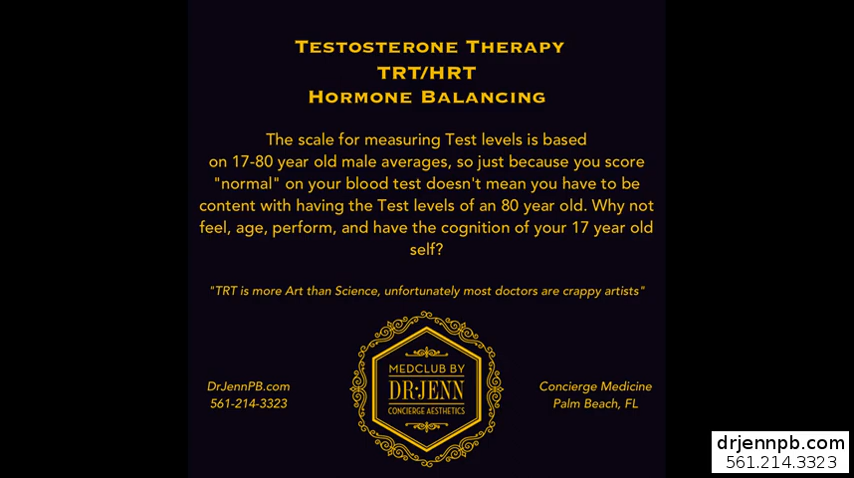 TESTOSTERONE THERAPY
TRT/HRT
HORMONE BALANCING
The scale for measuring Test levels is based
on 17-80 year old male averages, so just because you score
"normal" on your blood test doesn't mean you have to be
content with having the Test levels of an 80 year old. Why not
feel, age, perform, and have the cognition of your 17 year old
self?
"TRT is more Art than Science, unfortunately most doctors are crappy artists"
DrJennPB.com
561-214-3323
MEDCLUB BY
DR·JENN
CONCIERGE AESTHETICS
Concierge Medicine
Palm Beach, FL
drjennpb.com
561.214.3323